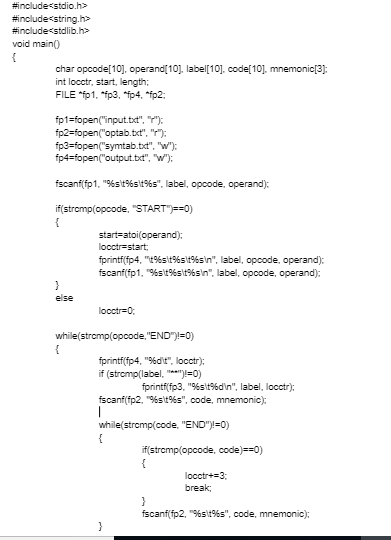 #include<stdio.h>
#include<string.h>
#include<stdlib.h>
void main()
{
char opcode[10], operand[10], label[10], code[10], mnemonic[3];
int locctr, start, length;
FILE *fp1, *fp3, *fp4, *fp2;
fp1=fopen("input.txt", "r");
fp2=fopen("optab.txt", "r");
fp3=fopen("symtab.txt", "w");
fp4=fopen("output.txt", "w");
fscanf(fp1, "%s\t%s\t%s", label, opcode, operand);
if(strcmp(opcode, "START")==0)
{
start=atoi(operand);
locctr=start;
fprintf(fp4, "\t%s\t%s\t%s\n", label, opcode, operand);
fscanf(fp1, "%s\t%s\t%s\n", label, opcode, operand);
}
else
locctr=0;
while(strcmp(opcode,"END")!=0)
{
fprintf(fp4, "%d\t", locctr);
if (strcmp(label, "**")!=0)
fprintf(fp3, "%s\t%d\n", label, locctr);
fscanf(fp2, "%s\t%s", code, mnemonic);
while(strcmp(code, "END")!=0)
{
if(strcmp(opcode, code)==0)
{
locctr+=3;
break;
}
fscanf(fp2, "%s\t%s", code, mnemonic);
}